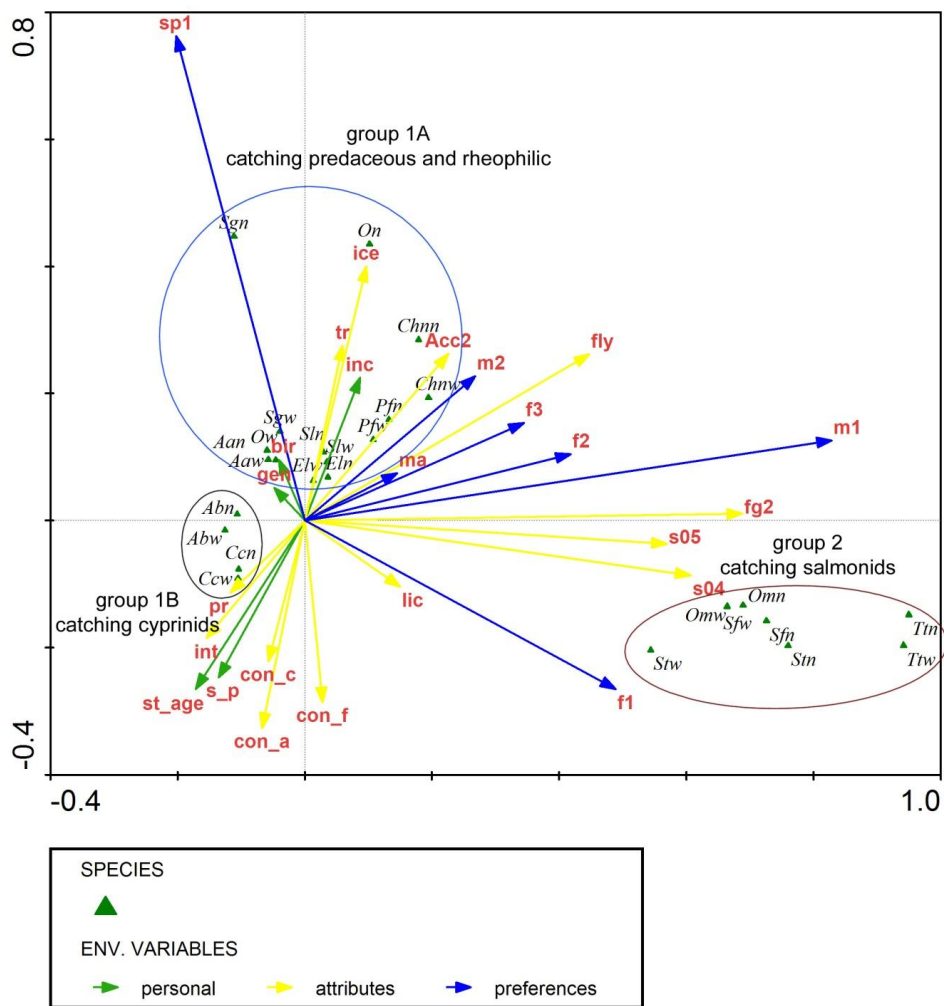 0.8
sp1
group 1A
catching predaceous and rheophilic
Sgn
On
ice
Chnn
tr
Acc2
fly
inc
m2
Chnw
Pfn
Sgw
Sln
Pfw
f3
Aan
Ow
bir
Slw
f2
m1
Aaw
Elw
Eln
ma
gen
Abn
fg2
Abw
s05
Ccn
group 2
catching salmonids
Ccw
s04
pr
lic
Omw
Omn
group 1B
catching cyprinids
Sfw
Sfn
Ttn
int
Stw
Stn
Ttw
con_c
s_p
st_age
f1
con_f
con_a
-0.4
-0.4
1.0
SPECIES
ENV. VARIABLES
personal
attributes
preferences